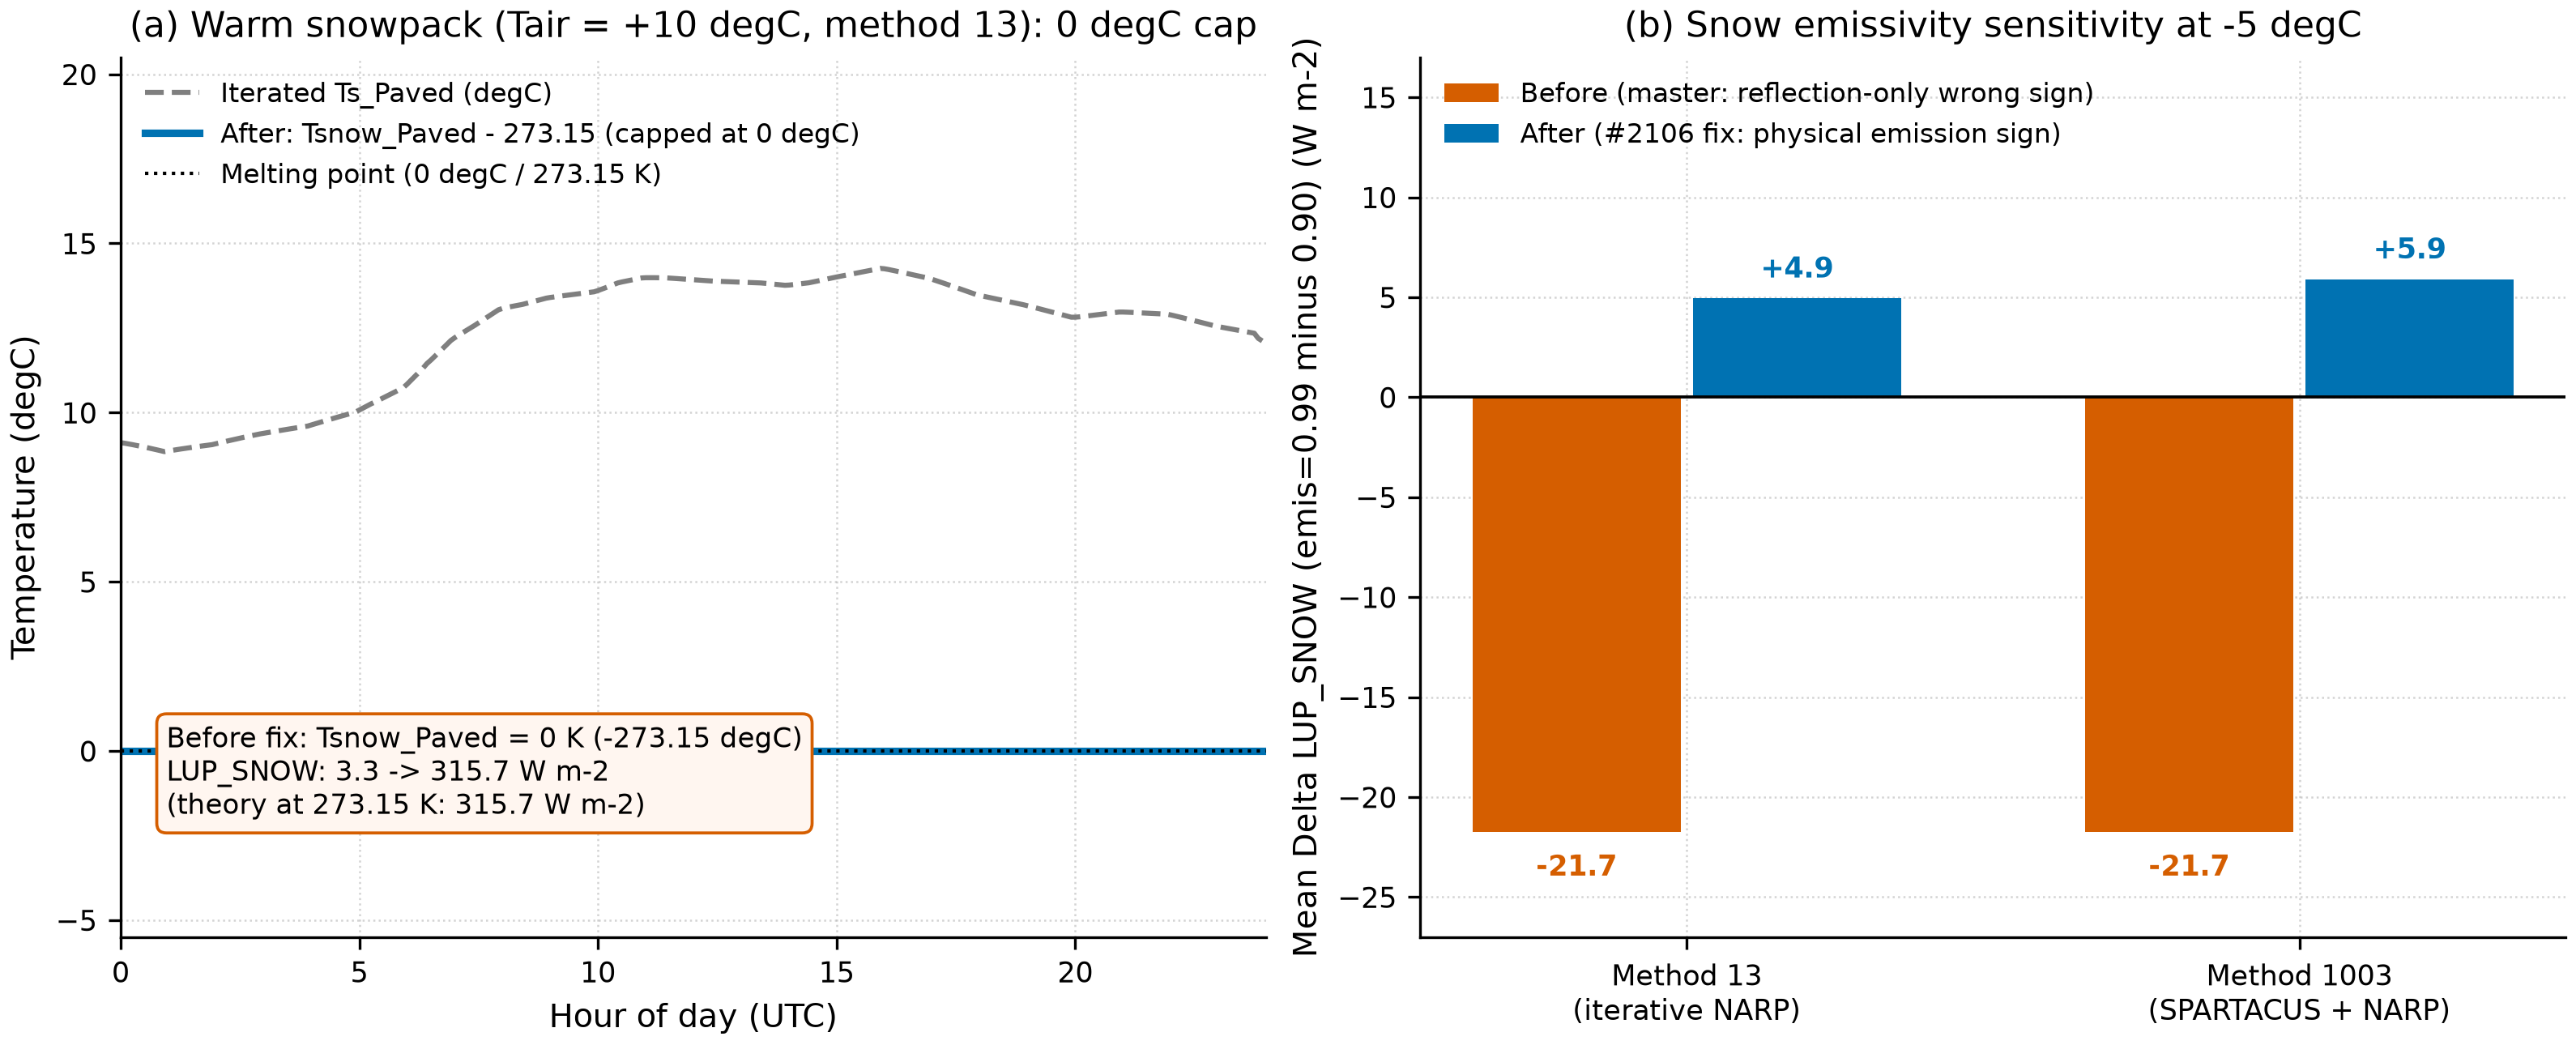 (a) Warm snowpack (Tair = +10 degC, method 13): 0 degC cap
20
15
10
5
0
−5
Temperature (degC)
Iterated Ts_Paved (degC)
After: Tsnow_Paved - 273.15 (capped at 0 degC)
Melting point (0 degC / 273.15 K)
Before fix: Tsnow_Paved = 0 K (-273.15 degC)
LUP_SNOW: 3.3 -> 315.7 W m-2
(theory at 273.15 K: 315.7 W m-2)
0
5
10
15
20
Hour of day (UTC)
(b) Snow emissivity sensitivity at -5 degC
Mean Delta LUP_SNOW (emis=0.99 minus 0.90) (W m-2)
15
10
5
0
−5
−10
−15
−20
−25
Before (master: reflection-only wrong sign)
After (#2106 fix: physical emission sign)
+4.9
+5.9
-21.7
-21.7
Method 13
(iterative NARP)
Method 1003
(SPARTACUS + NARP)